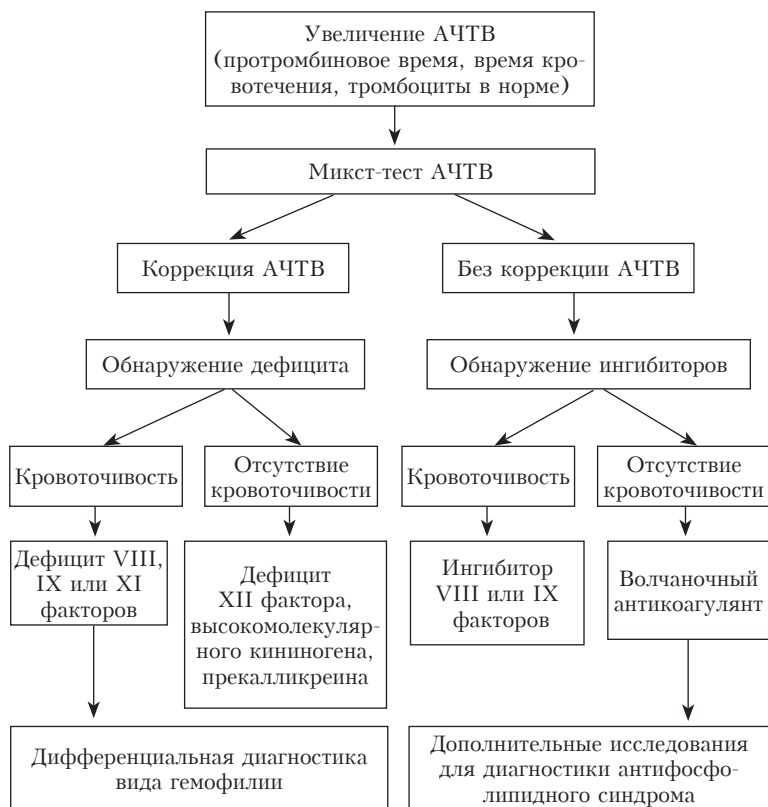 Увеличение АЧТВ
(протромбиновое время, время кро-
вотечения, тромбоциты в норме)
Микст-тест АЧТВ
Коррекция АЧТВ
Без коррекции АЧТВ
Обнаружение дефицита
Обнаружение ингибиторов
Кровоточивость
Отсутствие
кровоточивости
Кровоточивость
Отсутствие
кровоточивости
Дефицит VIII,
IX или XI
факторов
Дефицит
XII фактора,
высокомолекуляр-
ного кининогена,
прекалликреина
Ингибитор
VIII или IX
факторов
Волчаночный
антикоагулянт
Дифференциальная диагностика
вида гемофилии
Дополнительные исследования
для диагностики антифосфо-
липидного синдрома